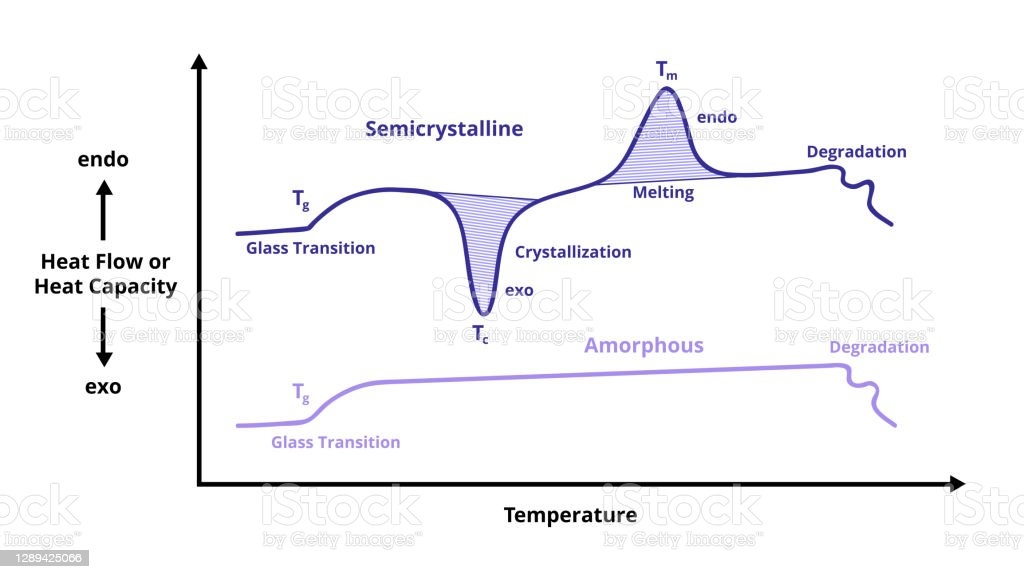 Tm
endo
Semicrystalline
Degradation
endo
Tg
Melting
Glass Transition
Crystallization
Heat Flow or
Heat Capacity
exo
Tc
Amorphous
Degradation
exo
Tg
Glass Transition
Temperature
iStock
by Getty Images™
1289425066